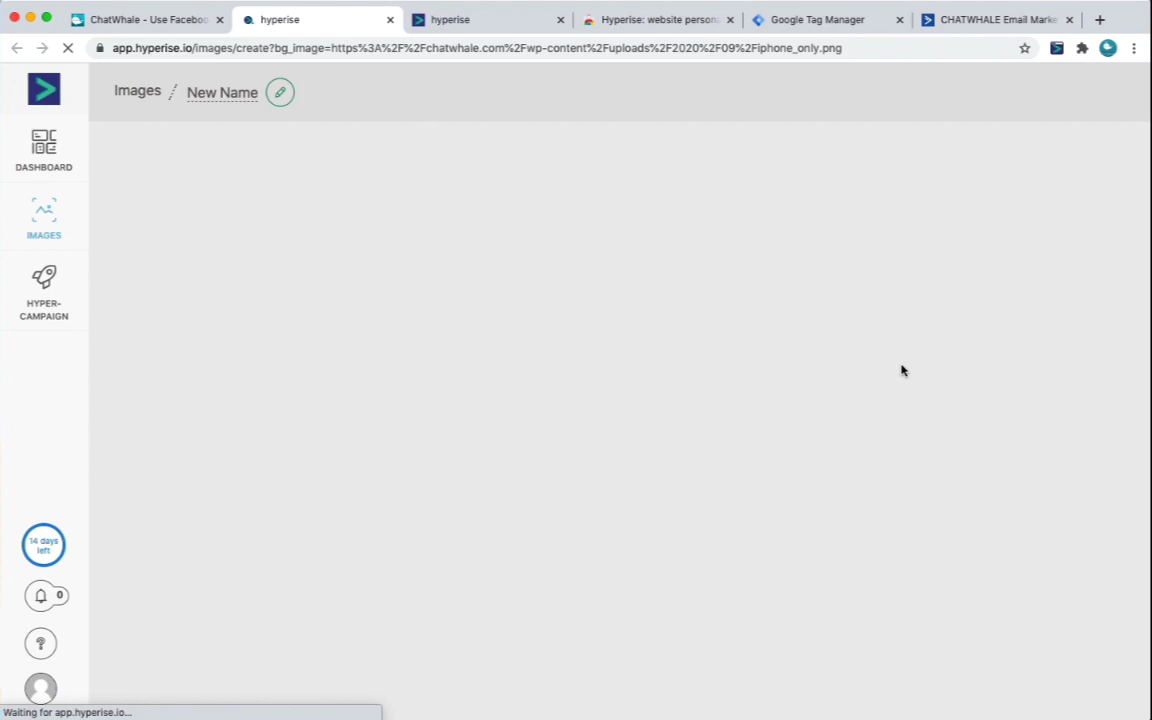 ChatWhale - Use Faceboo
hyperise
hyperise
Hyperise: website persona
Google Tag Manager
CHATWHALE Email Marke
app.hyperise.io/images/create?bg_image=https%3A%2F%2Fchatwhale.com%2Fwp-content%2Fuploads%2F2020%2F09%2Fiphone_only.png
Images / New Name
DASHBOARD
IMAGES
HYPER-
CAMPAIGN
14 days
left
0
Waiting for app.hyperise.io...